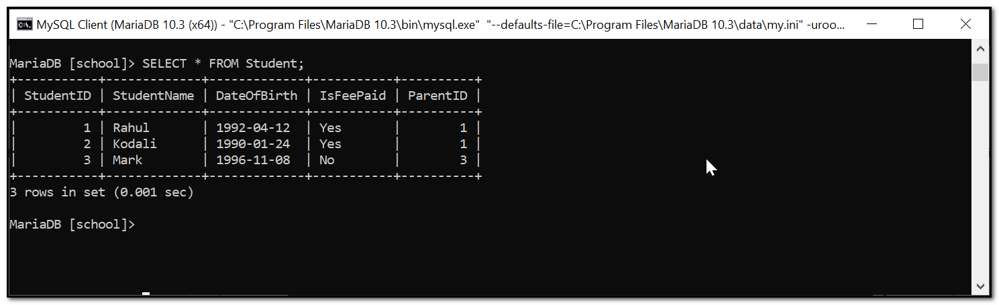 MySQL Client (MariaDB 10.3 (x64)) - "C:\Program Files\MariaDB 10.3\bin\mysql.exe"  "--defaults-file=C:\Program Files\MariaDB 10.3\data\my.ini" -uroo...
MariaDB [school]> SELECT * FROM Student;
+-----------+-------------+-------------+-----------+----------+
| StudentID | StudentName | DateOfBirth | IsFeePaid | ParentID |
+-----------+-------------+-------------+-----------+----------+
|         1 | Rahul       | 1992-04-12  | Yes       |        1 |
|         2 | Kodali      | 1990-01-24  | Yes       |        1 |
|         3 | Mark        | 1996-11-08  | No        |        3 |
+-----------+-------------+-------------+-----------+----------+
3 rows in set (0.001 sec)
MariaDB [school]>